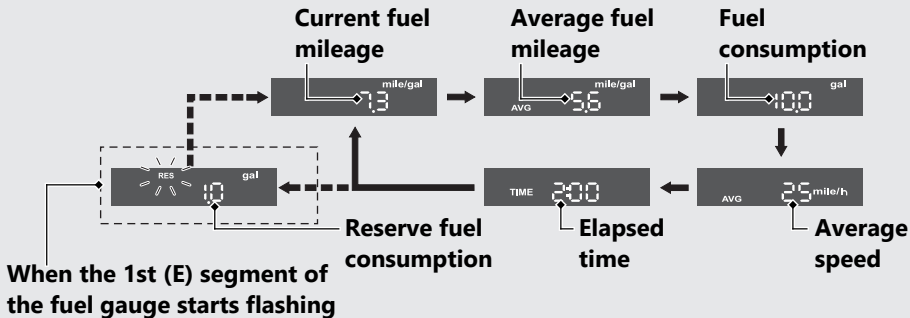 Current fuel
mileage
Average fuel
mileage
Fuel
consumption
mile/gal
7.3
mile/gal
AVG 5.6
gal
10.0
RES gal
1.0
TIME 2:00
AVG 25 mile/h
Reserve fuel
consumption
Elapsed
time
Average
speed
When the 1st (E) segment of
the fuel gauge starts flashing